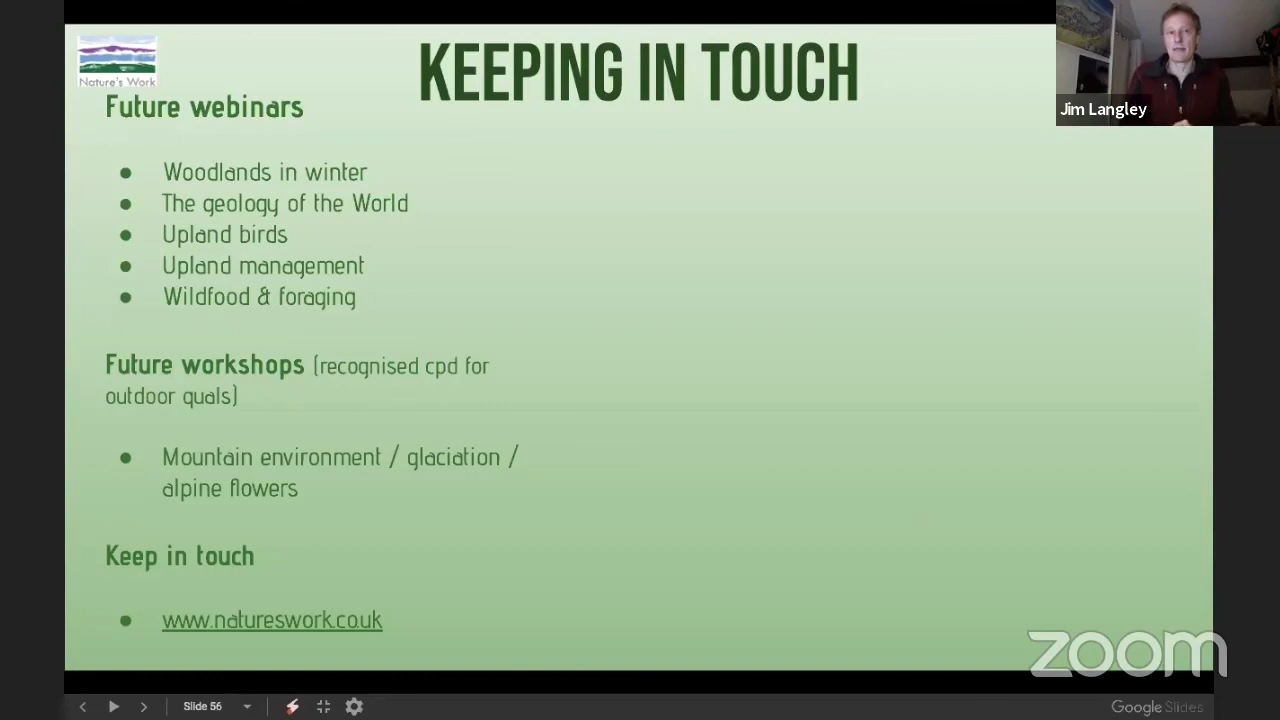 KEEPING IN TOUCH
Nature's Work
Jim Langley
Future webinars
● Woodlands in winter
● The geology of the World
● Upland birds
● Upland management
● Wildfood & foraging
Future workshops (recognised cpd for
outdoor quals)
● Mountain environment / glaciation /
alpine flowers
Keep in touch
● www.natureswork.co.uk
zoom
Slide 56
Google Slides